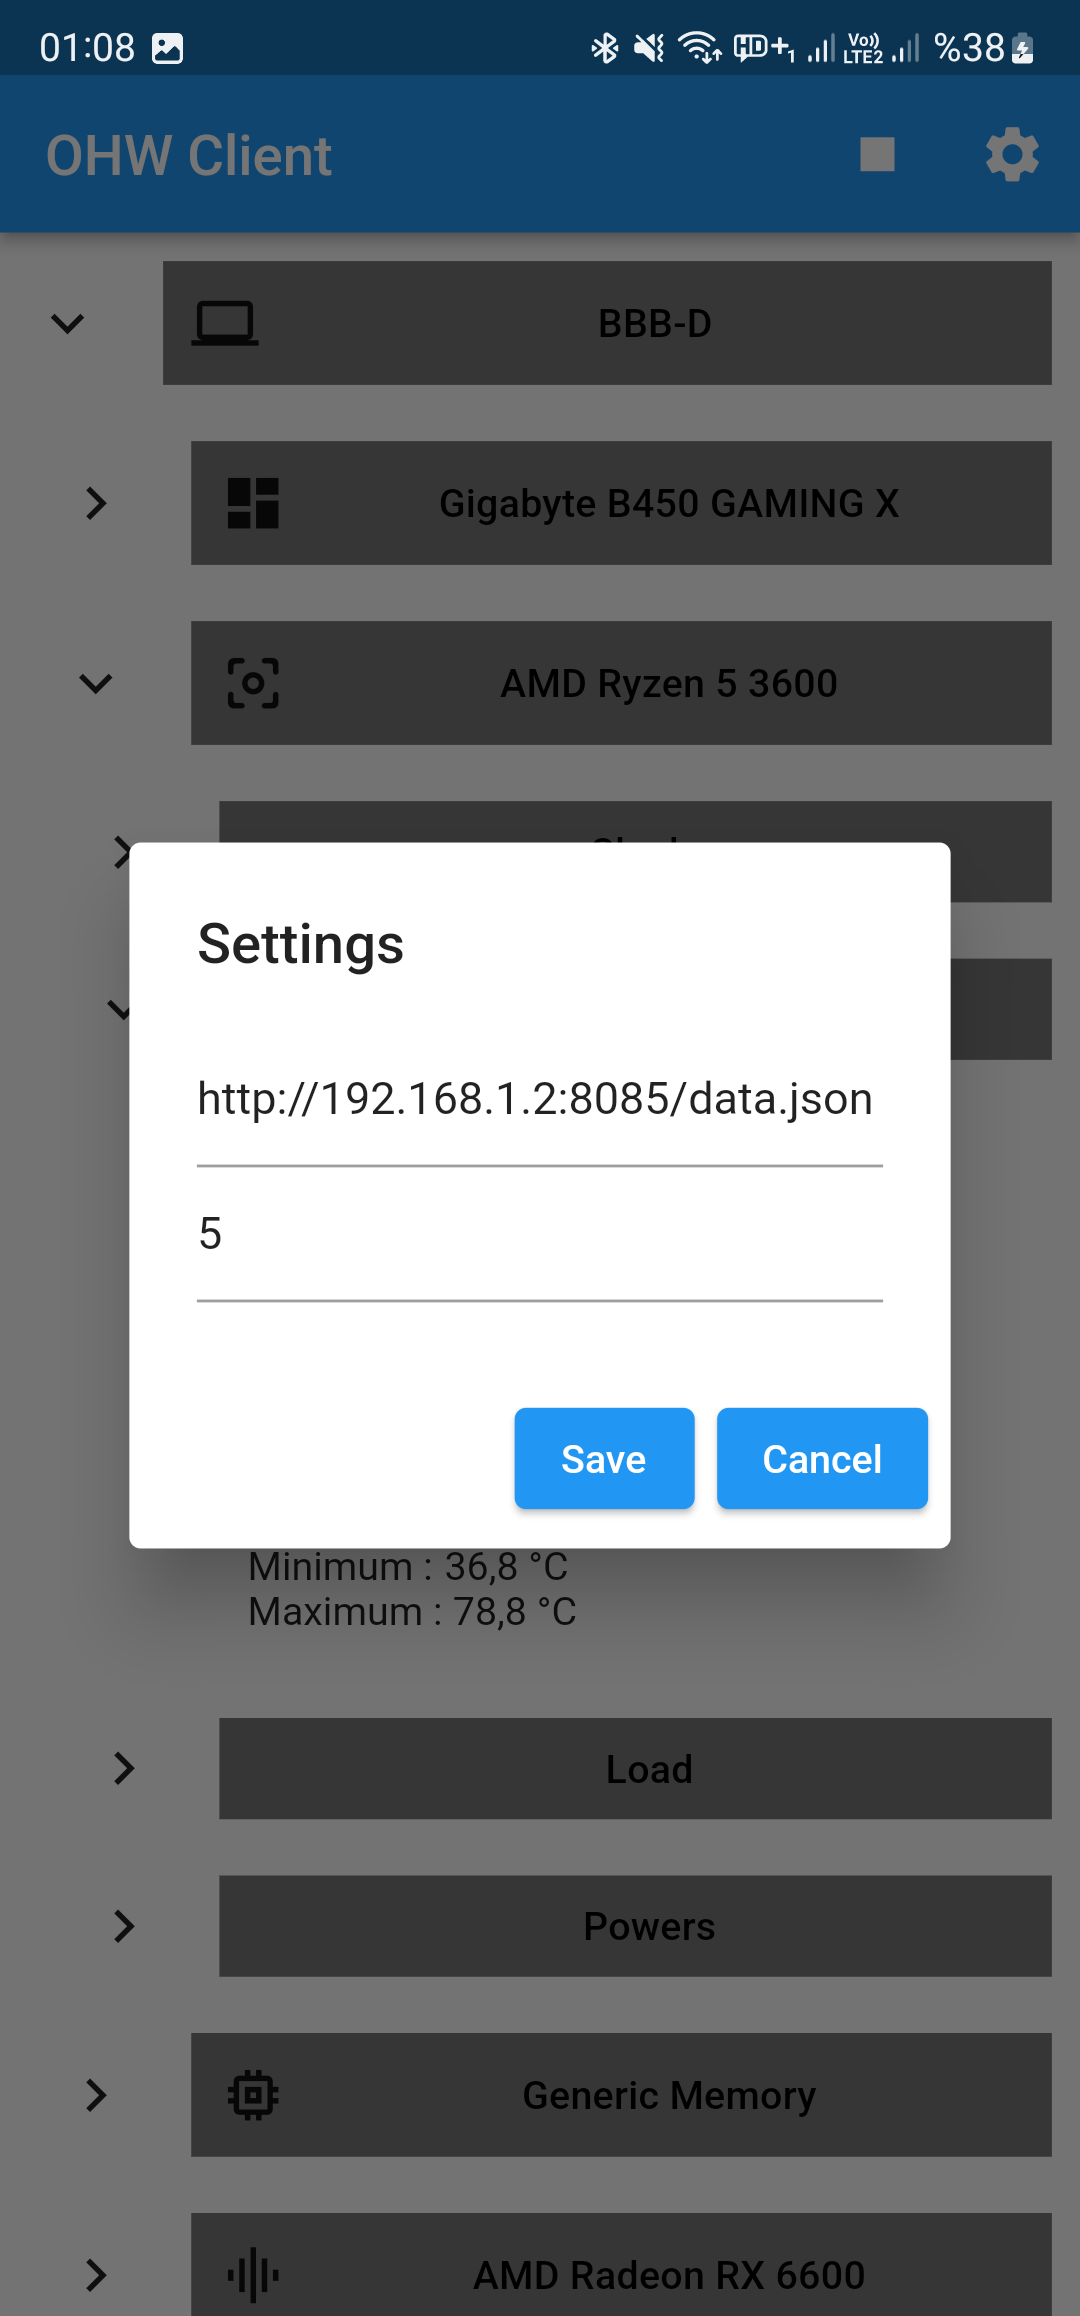 01:08
Vo))
LTE2
%38
OHW Client
BBB-D
Gigabyte B450 GAMING X
AMD Ryzen 5 3600
Settings
http://192.168.1.2:8085/data.json
5
Save
Cancel
Minimum : 36,8 °C
Maximum : 78,8 °C
Load
Powers
Generic Memory
AMD Radeon RX 6600